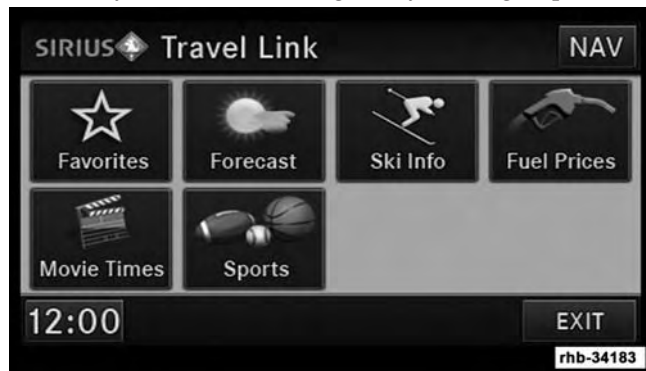 SIRIUS Travel Link NAV
Favorites Forecast Ski Info Fuel Prices
Movie Times Sports
12:00 EXIT
rhb-34183